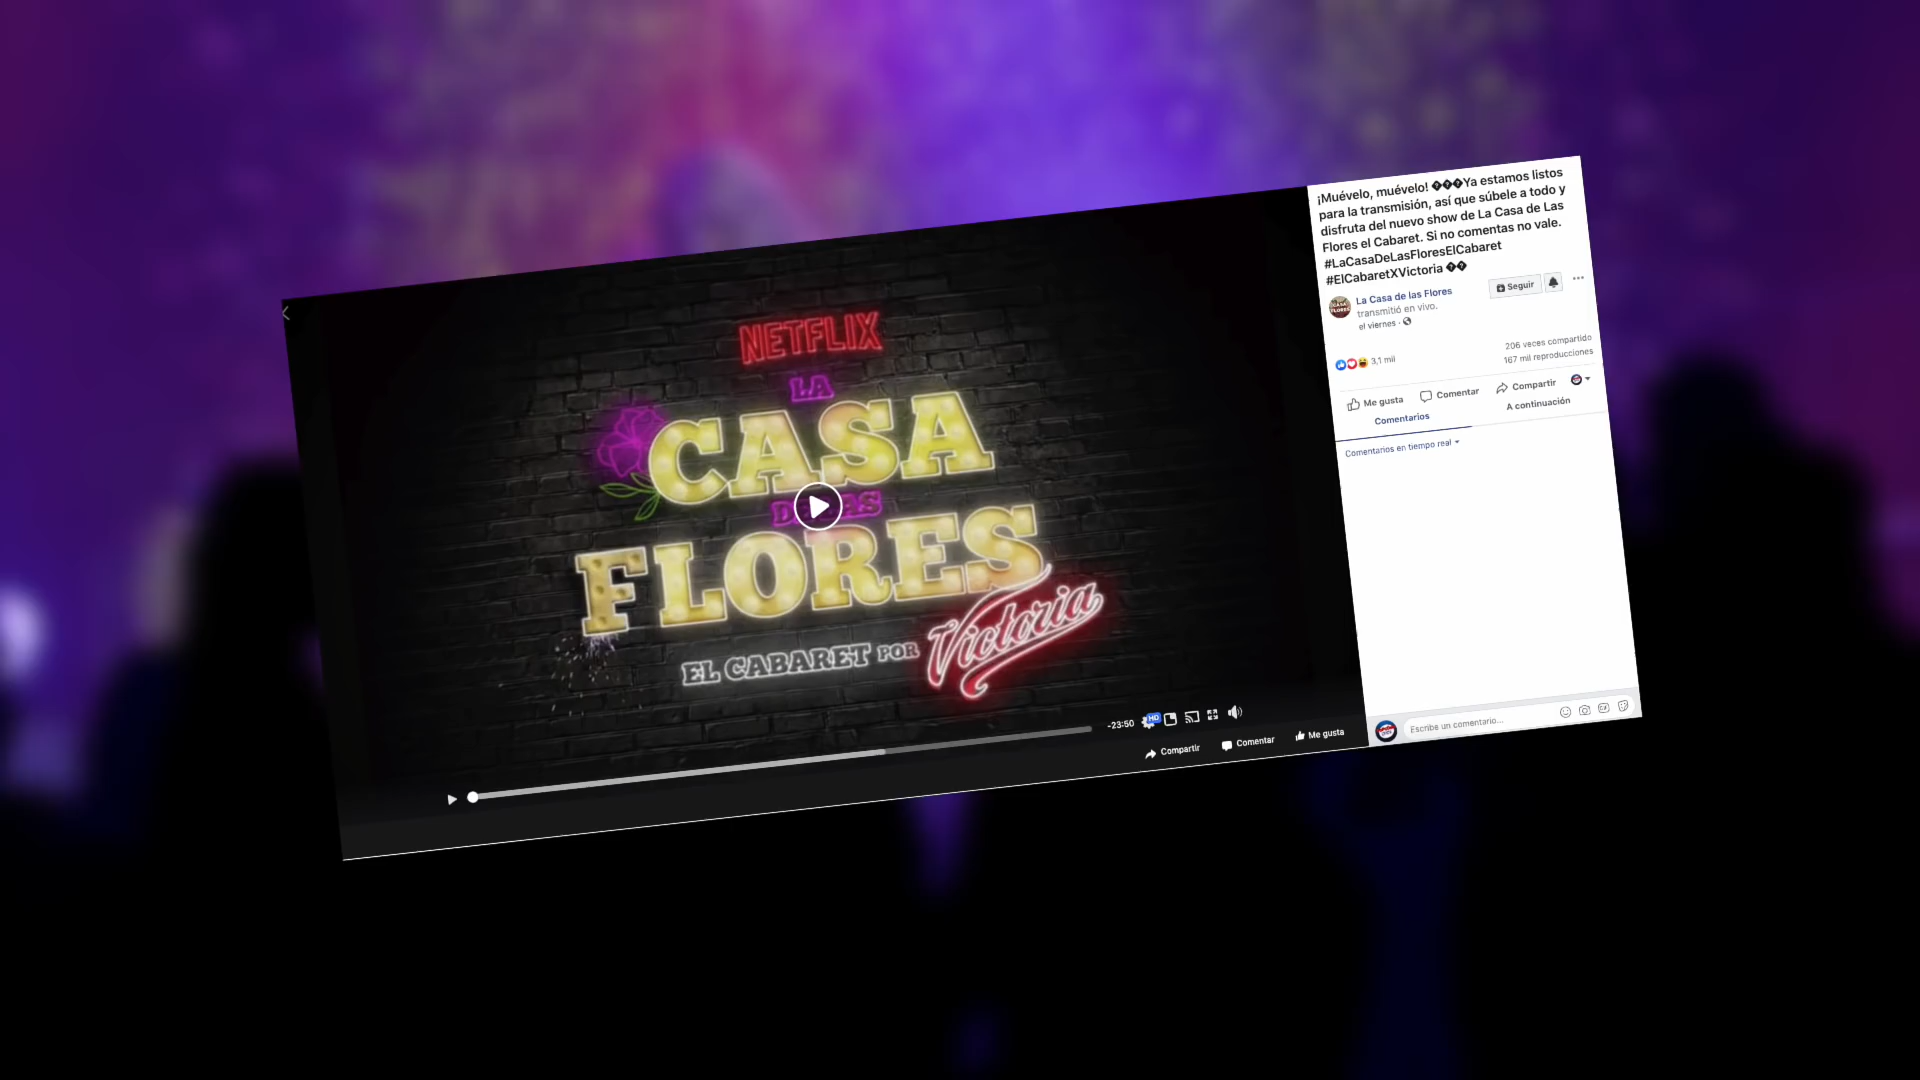 NETFLIX
LA
CASA
DE LAS
FLORES
EL CABARET POR Victoria
-23:50
HD
Compartir
Comentar
Me gusta
¡Muévelo, muévelo! ���Ya estamos listos
para la transmisión, así que súbele a todo y
disfruta del nuevo show de La Casa de Las
Flores el Cabaret. Si no comentas no vale.
#LaCasaDeLasFloresElCabaret
#ElCabaretXVictoria ��
La Casa de las Flores
transmitió en vivo.
el viernes ·
Seguir
3,1 mil
206 veces compartido
167 mil reproducciones
Me gusta
Comentar
Compartir
Comentarios
A continuación
Comentarios en tiempo real
Escribe un comentario...